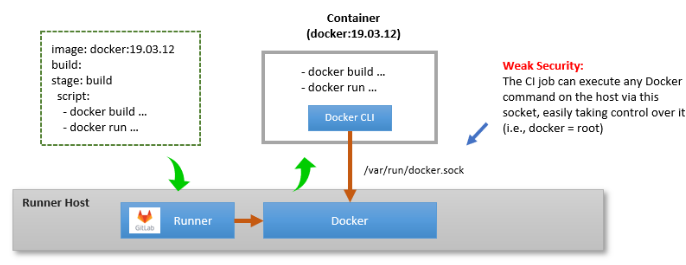 image: docker:19.03.12
build:
stage: build
script:
- docker build ...
- docker run ...
Container
(docker:19.03.12)
- docker build ...
- docker run ...
Docker CLI
Weak Security:
The CI job can execute any Docker
command on the host via this
socket, easily taking control over it
(i.e., docker = root)
/var/run/docker.sock
Runner Host
GitLab
Runner
Docker